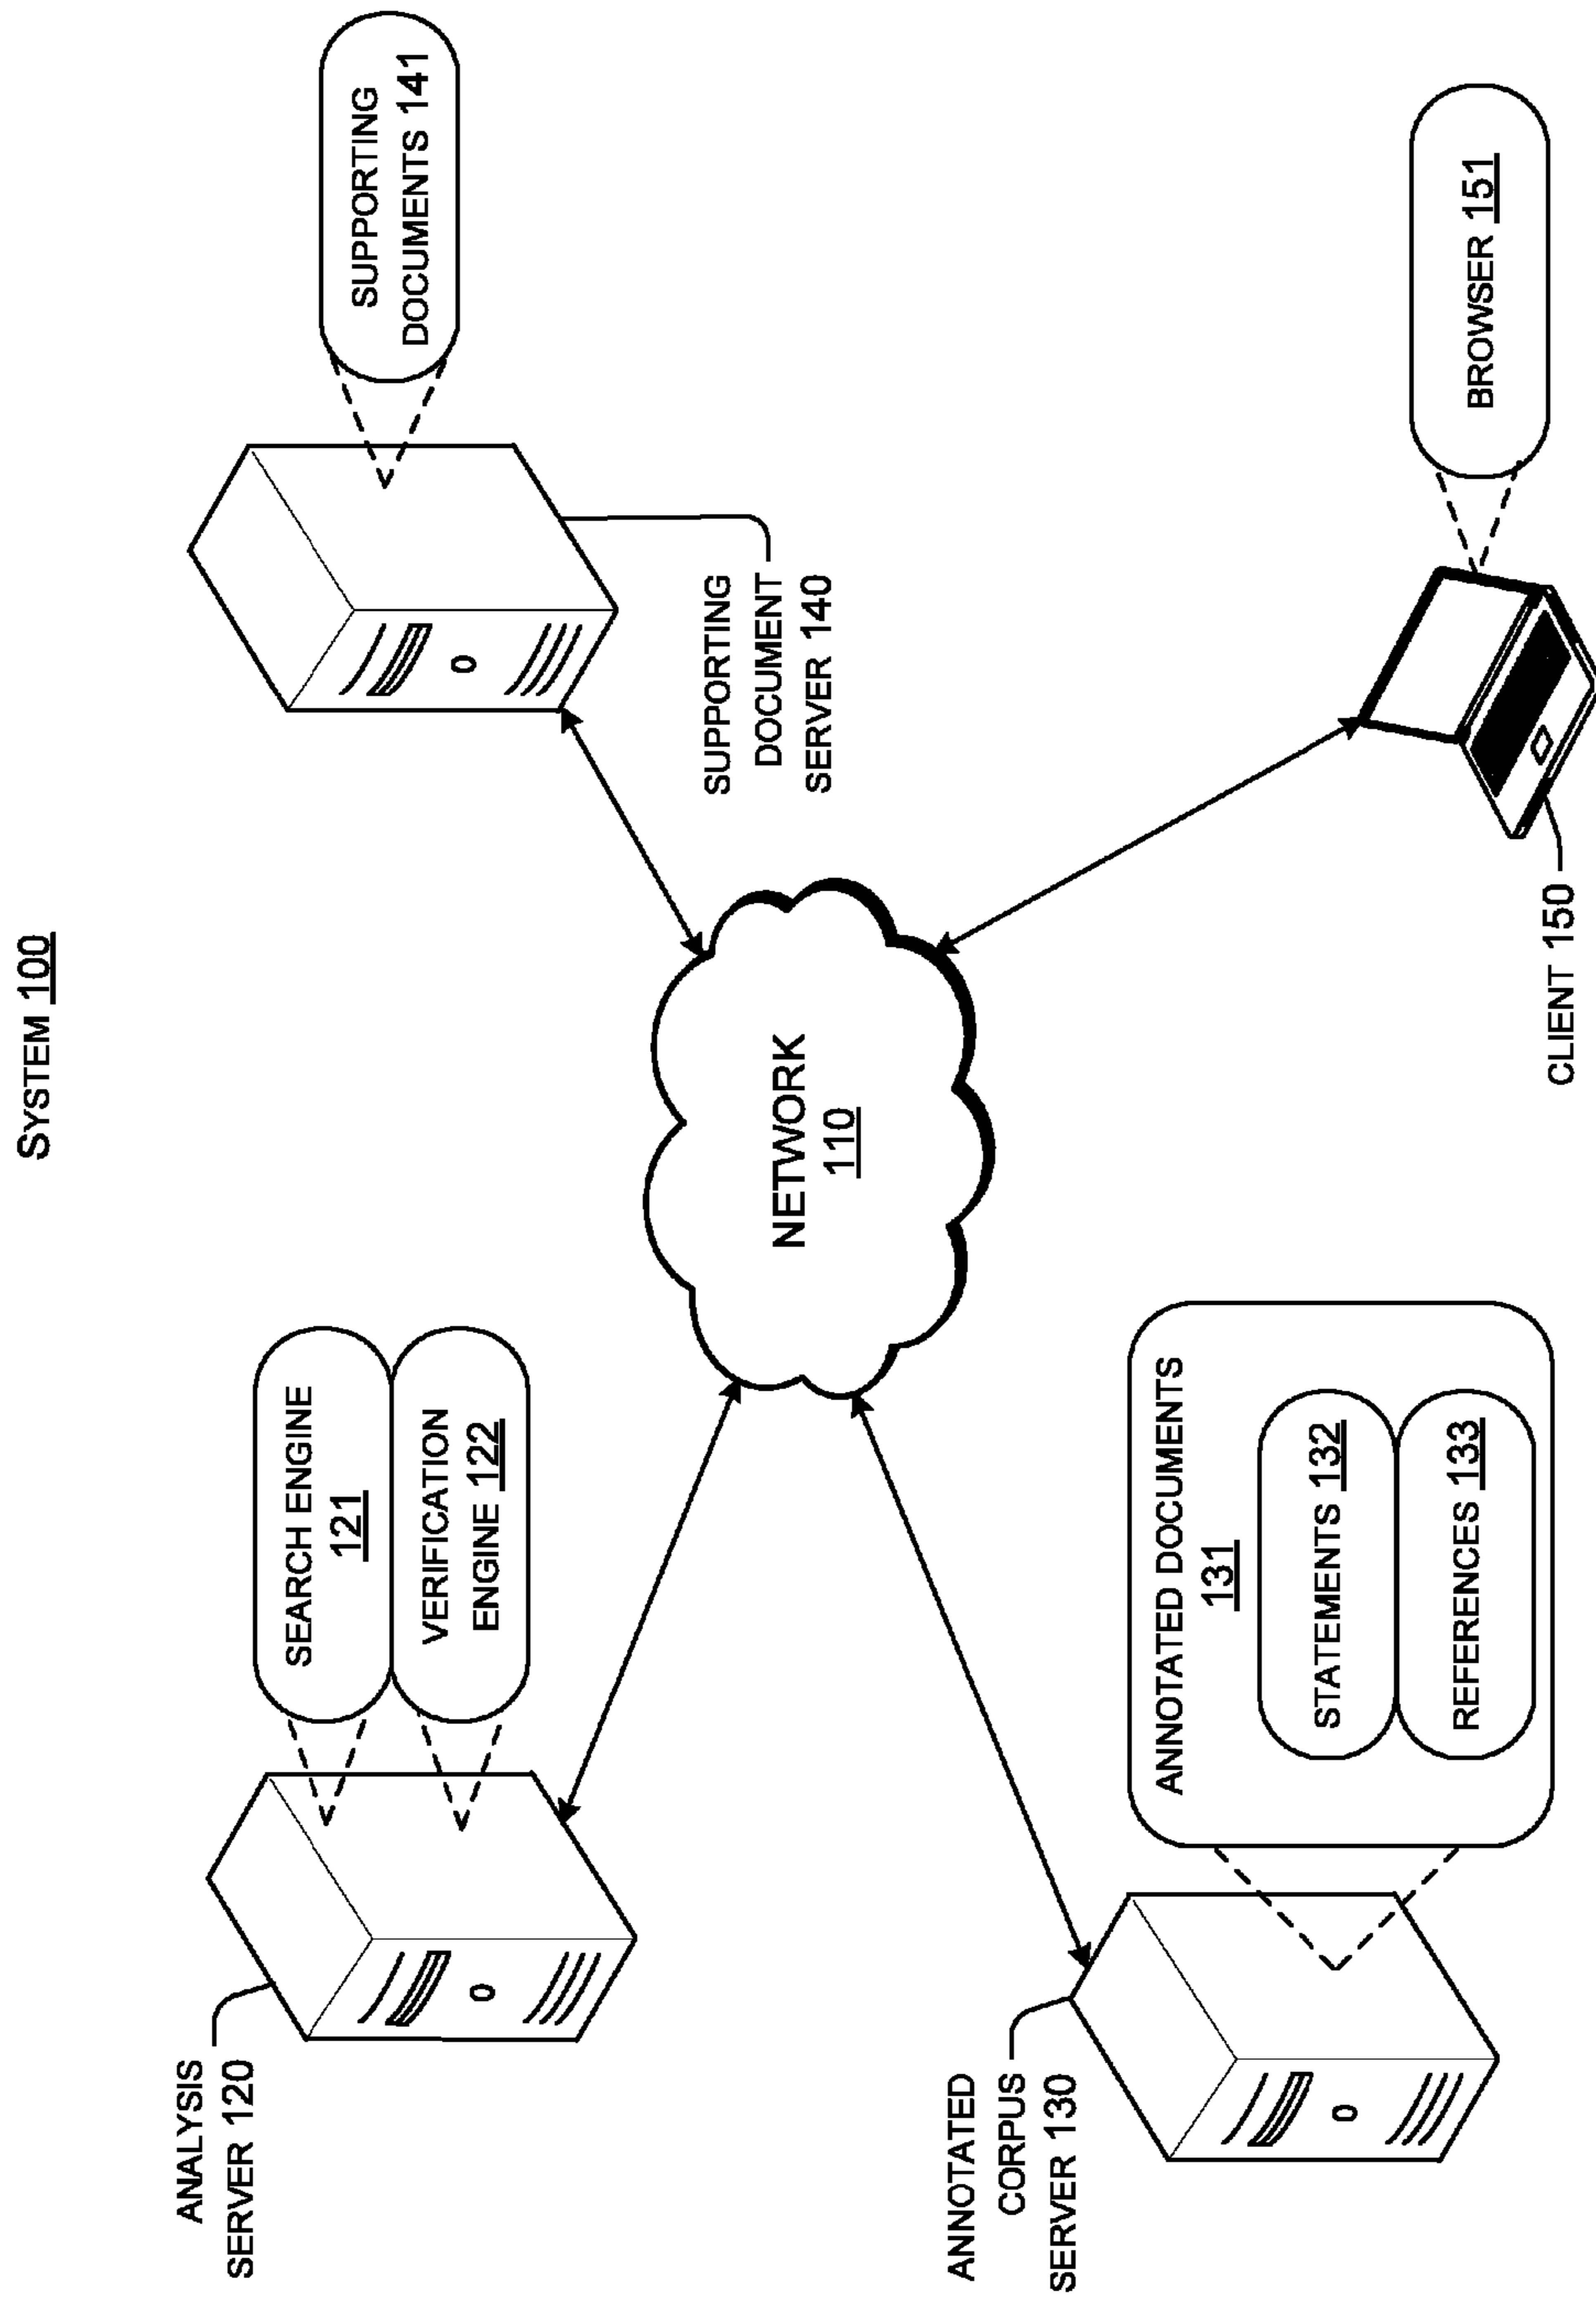 SYSTEM 100
ANALYSIS
SERVER 120
SEARCH ENGINE
121
VERIFICATION
ENGINE 122
SUPPORTING
DOCUMENTS 141
SUPPORTING
DOCUMENT
SERVER 140
NETWORK
110
ANNOTATED
CORPUS
SERVER 130
ANNOTATED DOCUMENTS
131
STATEMENTS 132
REFERENCES 133
BROWSER 151
CLIENT 150